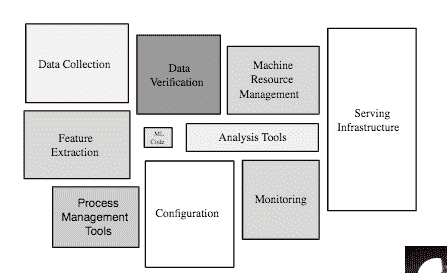 Data Collection
Data
Verification
Machine
Resource
Management
Serving
Infrastructure
Feature
Extraction
ML
Code
Analysis Tools
Process
Management
Tools
Configuration
Monitoring